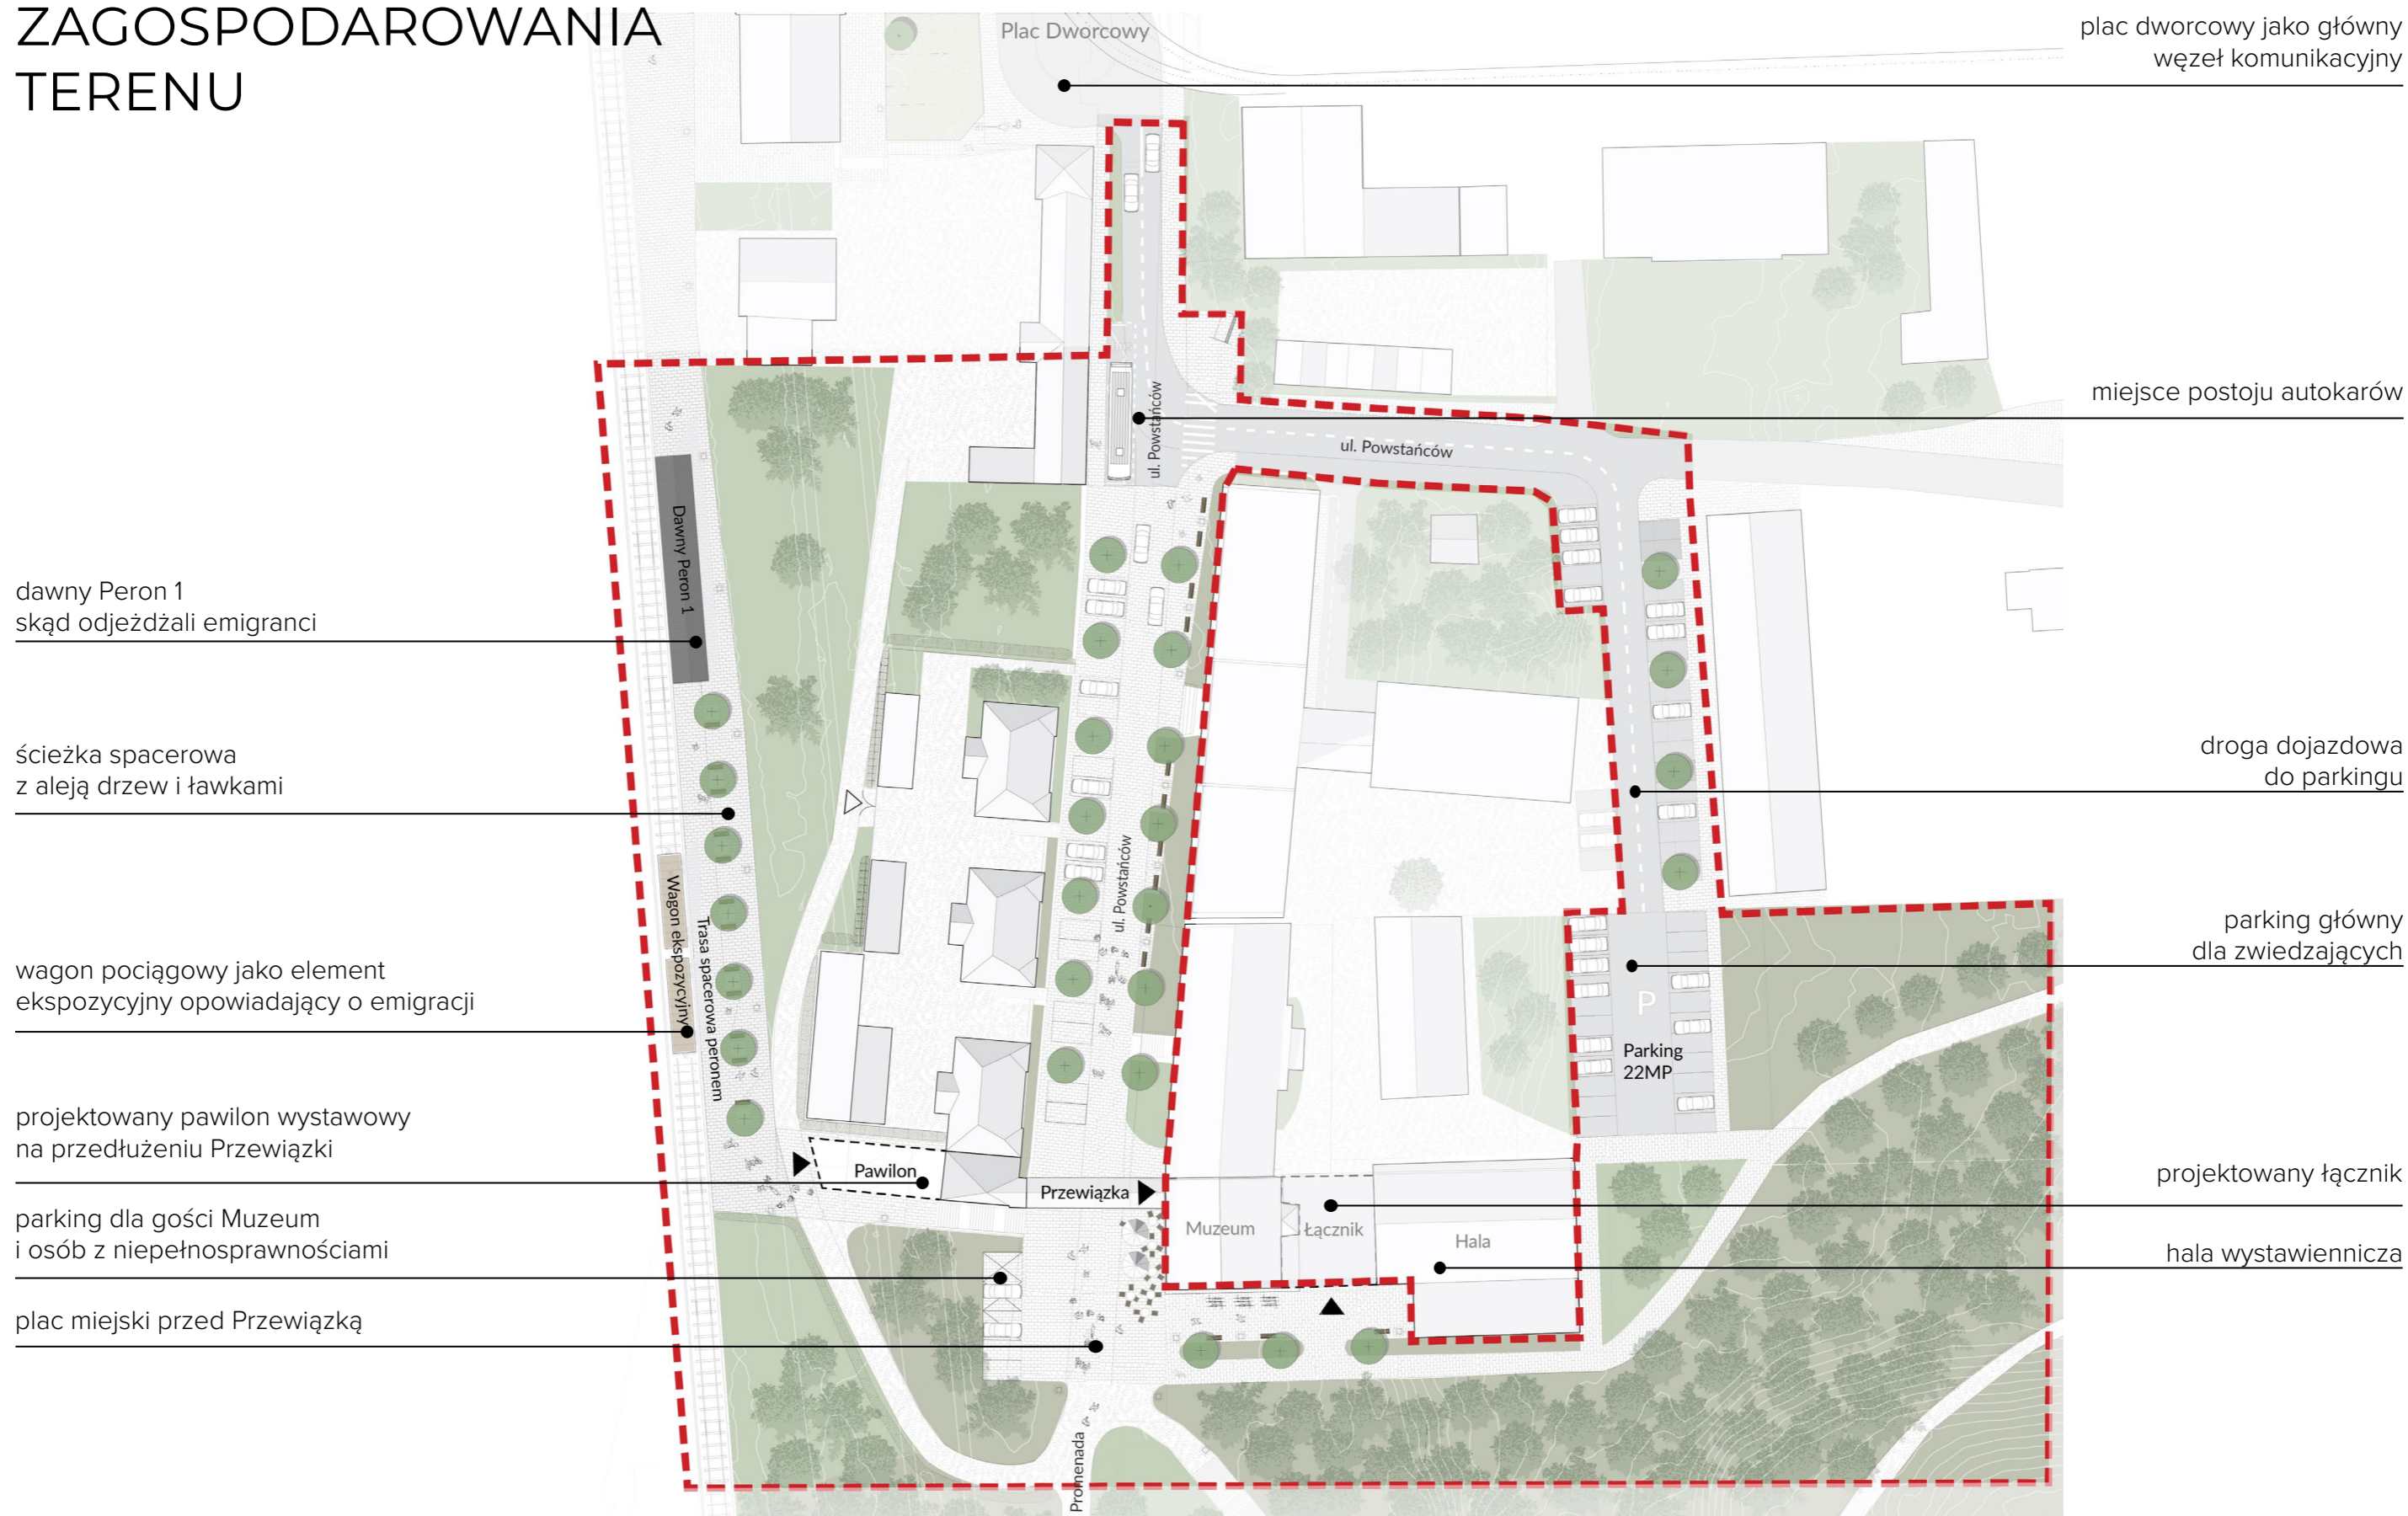 ZAGOSPODAROWANIA
TERENU
Plac Dworcowy
plac dworcowy jako główny
węzeł komunikacyjny
miejsce postoju autokarów
ul. Powstańców
ul. Powstańców
Dawny Peron 1
dawny Peron 1
skąd odjeżdżali emigranci
ścieżka spacerowa
z aleją drzew i ławkami
droga dojazdowa
do parkingu
ul. Powstańców
Wagon ekspozycyjny
Trasa spacerowa peronem
parking główny
dla zwiedzających
wagon pociągowy jako element
ekspozycyjny opowiadający o emigracji
P
Parking
22MP
projektowany pawilon wystawowy
na przedłużeniu Przewiązki
Pawilon
Przewiązka
projektowany łącznik
parking dla gości Muzeum
i osób z niepełnosprawnościami
Muzeum
Łącznik
Hala
hala wystawiennicza
plac miejski przed Przewiązką
Promenada